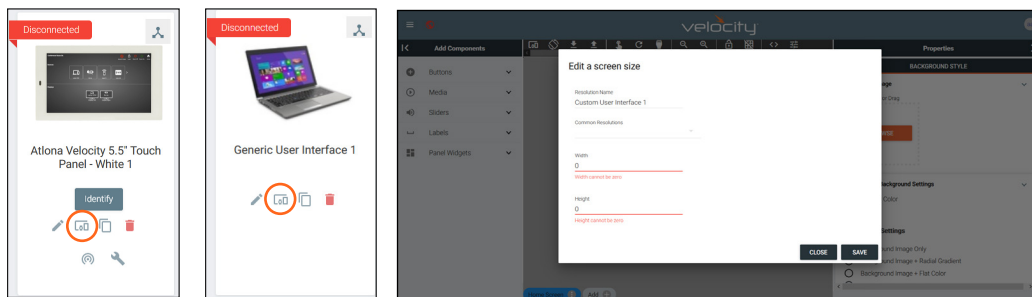 Disconnected
Atlona Velocity 5.5" Touch
Panel - White 1
Identify
Disconnected
Generic User Interface 1
velocity
Add Components
Buttons
Media
Sliders
Labels
Panel Widgets
Edit a screen size
Resolution Name
Custom User Interface 1
Common Resolutions
Width
0
Width cannot be zero
Height
0
Height cannot be zero
CLOSE
SAVE
Properties
BACKGROUND STYLE
Drag
Background Settings
Color
Settings
Image Only
Background Image + Radial Gradient
Background Image + Flat Color
Home Screen
Add